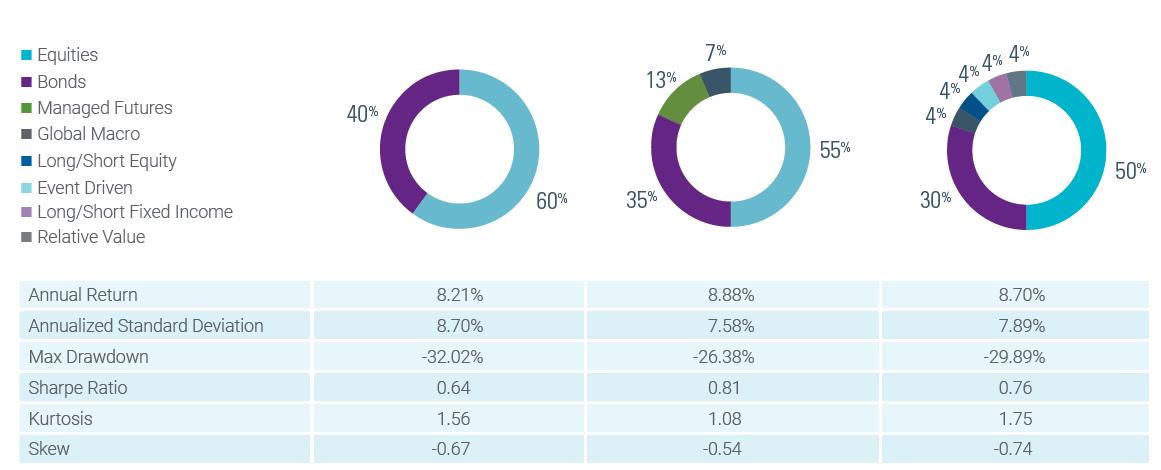 Equities
Bonds
Managed Futures
Global Macro
Long/Short Equity
Event Driven
Long/Short Fixed Income
Relative Value
40%
60%
7%
13%
35%
55%
4%
4%
4%
4%
4%
30%
50%
Annual Return 8.21% 8.88% 8.70%
Annualized Standard Deviation 8.70% 7.58% 7.89%
Max Drawdown -32.02% -26.38% -29.89%
Sharpe Ratio 0.64 0.81 0.76
Kurtosis 1.56 1.08 1.75
Skew -0.67 -0.54 -0.74